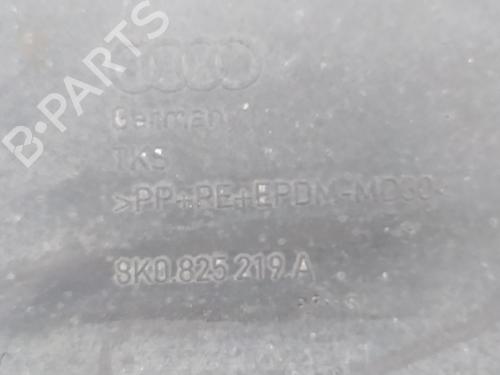 B-PARTS
Germany
TKS
>PP+PE+EPDM-MD30<
8K0.825.219.A